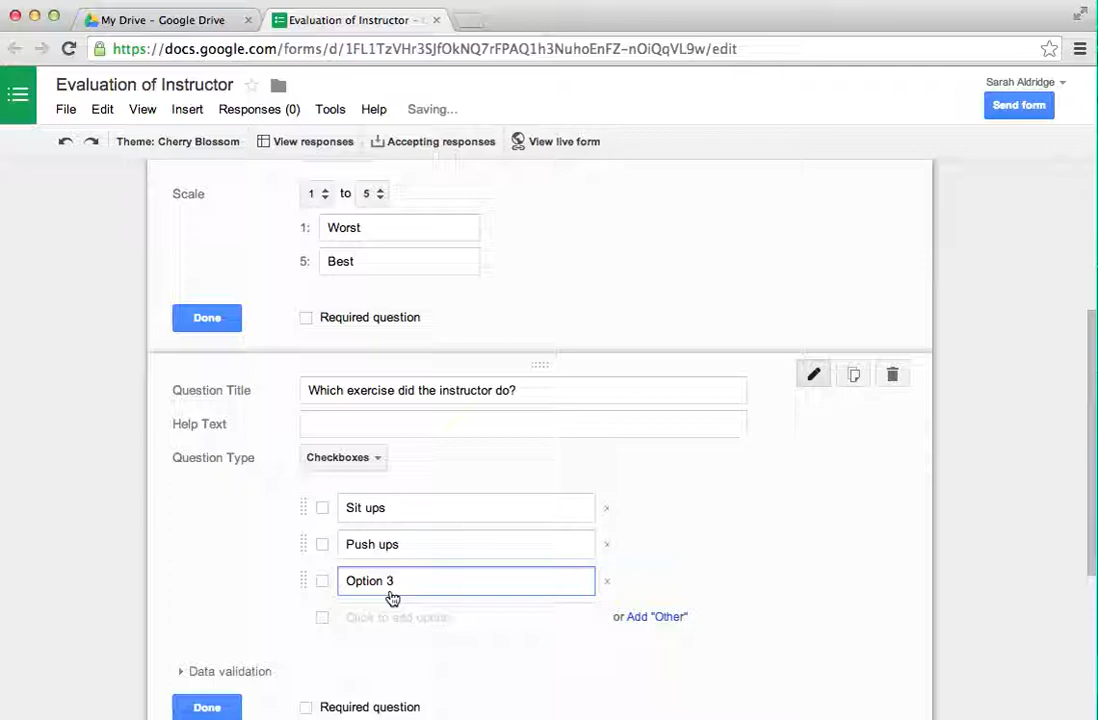 My Drive – Google Drive
Evaluation of Instructor
https://docs.google.com/forms/d/1FL1TzVHr3SJfOkNQ7rFPAQ1h3NuhoEnFZ-nOiQqVL9w/edit
Evaluation of Instructor
Sarah Aldridge
File Edit View Insert Responses (0) Tools Help Saving...
Send form
Theme: Cherry Blossom View responses Accepting responses View live form
Scale 1 to 5
1: Worst
5: Best
Done Required question
Question Title Which exercise did the instructor do?
Help Text
Question Type Checkboxes
Sit ups
Push ups
Option 3
Click to add option or Add "Other"
Data validation
Done Required question